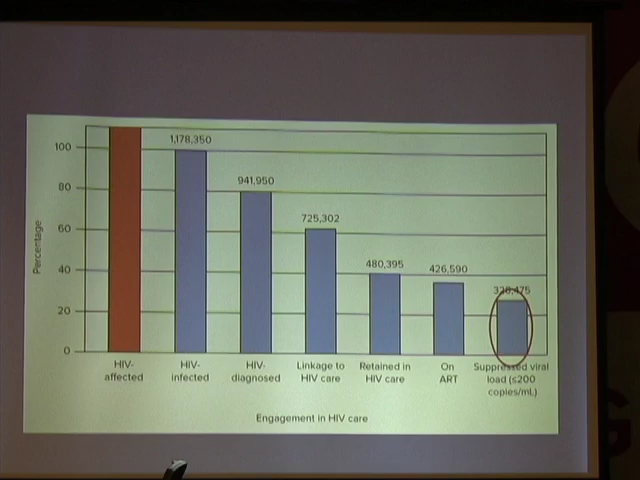 100
80
60
40
20
0
Percentage
1,178,350
941,950
725,302
480,395
426,590
328,475
HIV-
affected
HIV-
infected
HIV-
diagnosed
Linkage to
HIV care
Retained in
HIV care
On
ART
Suppressed viral
load (≤200
copies/mL)
Engagement in HIV care